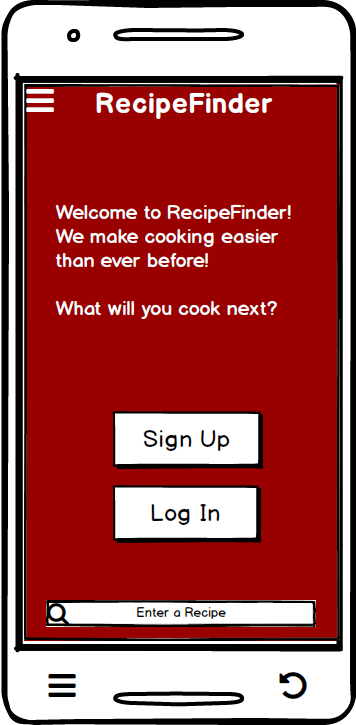 RecipeFinder
Welcome to RecipeFinder!
We make cooking easier
than ever before!
What will you cook next?
Sign Up
Log In
Enter a Recipe